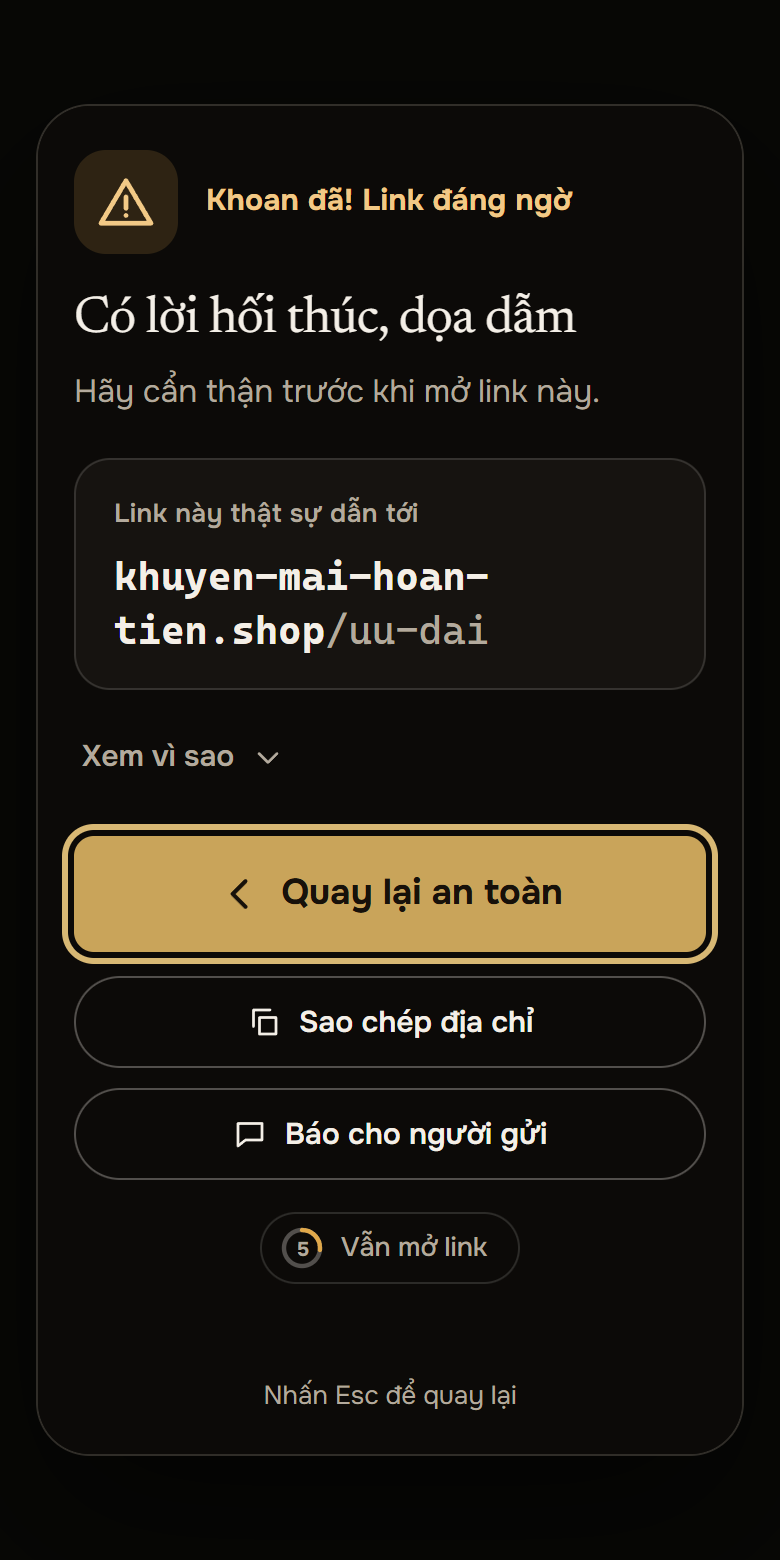 Khoan đã! Link đáng ngờ
Có lời hối thúc, dọa dẫm
Hãy cẩn thận trước khi mở link này.
Link này thật sự dẫn tới
khuyen-mai-hoan-
tien.shop/uu-dai
Xem vì sao
Quay lại an toàn
Sao chép địa chỉ
Báo cho người gửi
5 Vẫn mở link
Nhấn Esc để quay lại